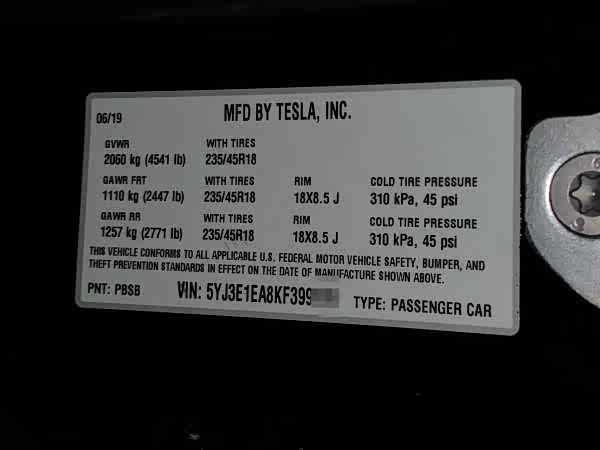 06/19 MFD BY TESLA, INC.
GVWR WITH TIRES
2060 kg (4541 lb) 235/45R18
GAWR FRT WITH TIRES RIM COLD TIRE PRESSURE
1110 kg (2447 lb) 235/45R18 18X8.5 J 310 kPa, 45 psi
GAWR RR WITH TIRES RIM COLD TIRE PRESSURE
1257 kg (2771 lb) 235/45R18 18X8.5 J 310 kPa, 45 psi
THIS VEHICLE CONFORMS TO ALL APPLICABLE U.S. FEDERAL MOTOR VEHICLE SAFETY, BUMPER, AND
THEFT PREVENTION STANDARDS IN EFFECT ON THE DATE OF MANUFACTURE SHOWN ABOVE.
PNT: PBSB VIN: 5YJ3E1EA8KF399 TYPE: PASSENGER CAR